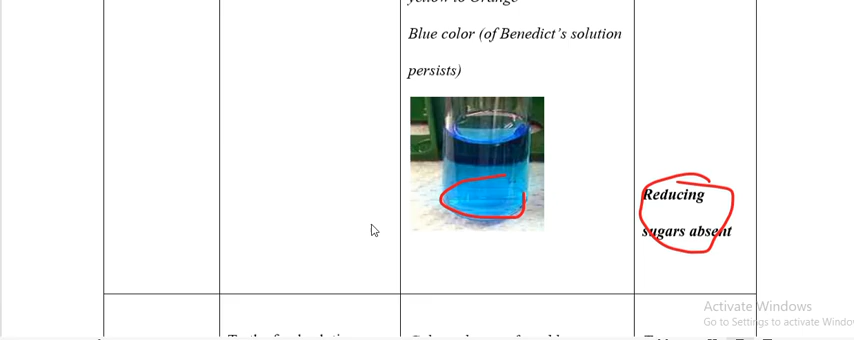 Blue color (of Benedict's solution
persists)
Reducing
sugars absent
Activate Windows
Go to Settings to activate Windo